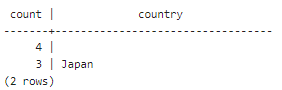 count | country
-------+---------------------------------
4 |
3 | Japan
(2 rows)